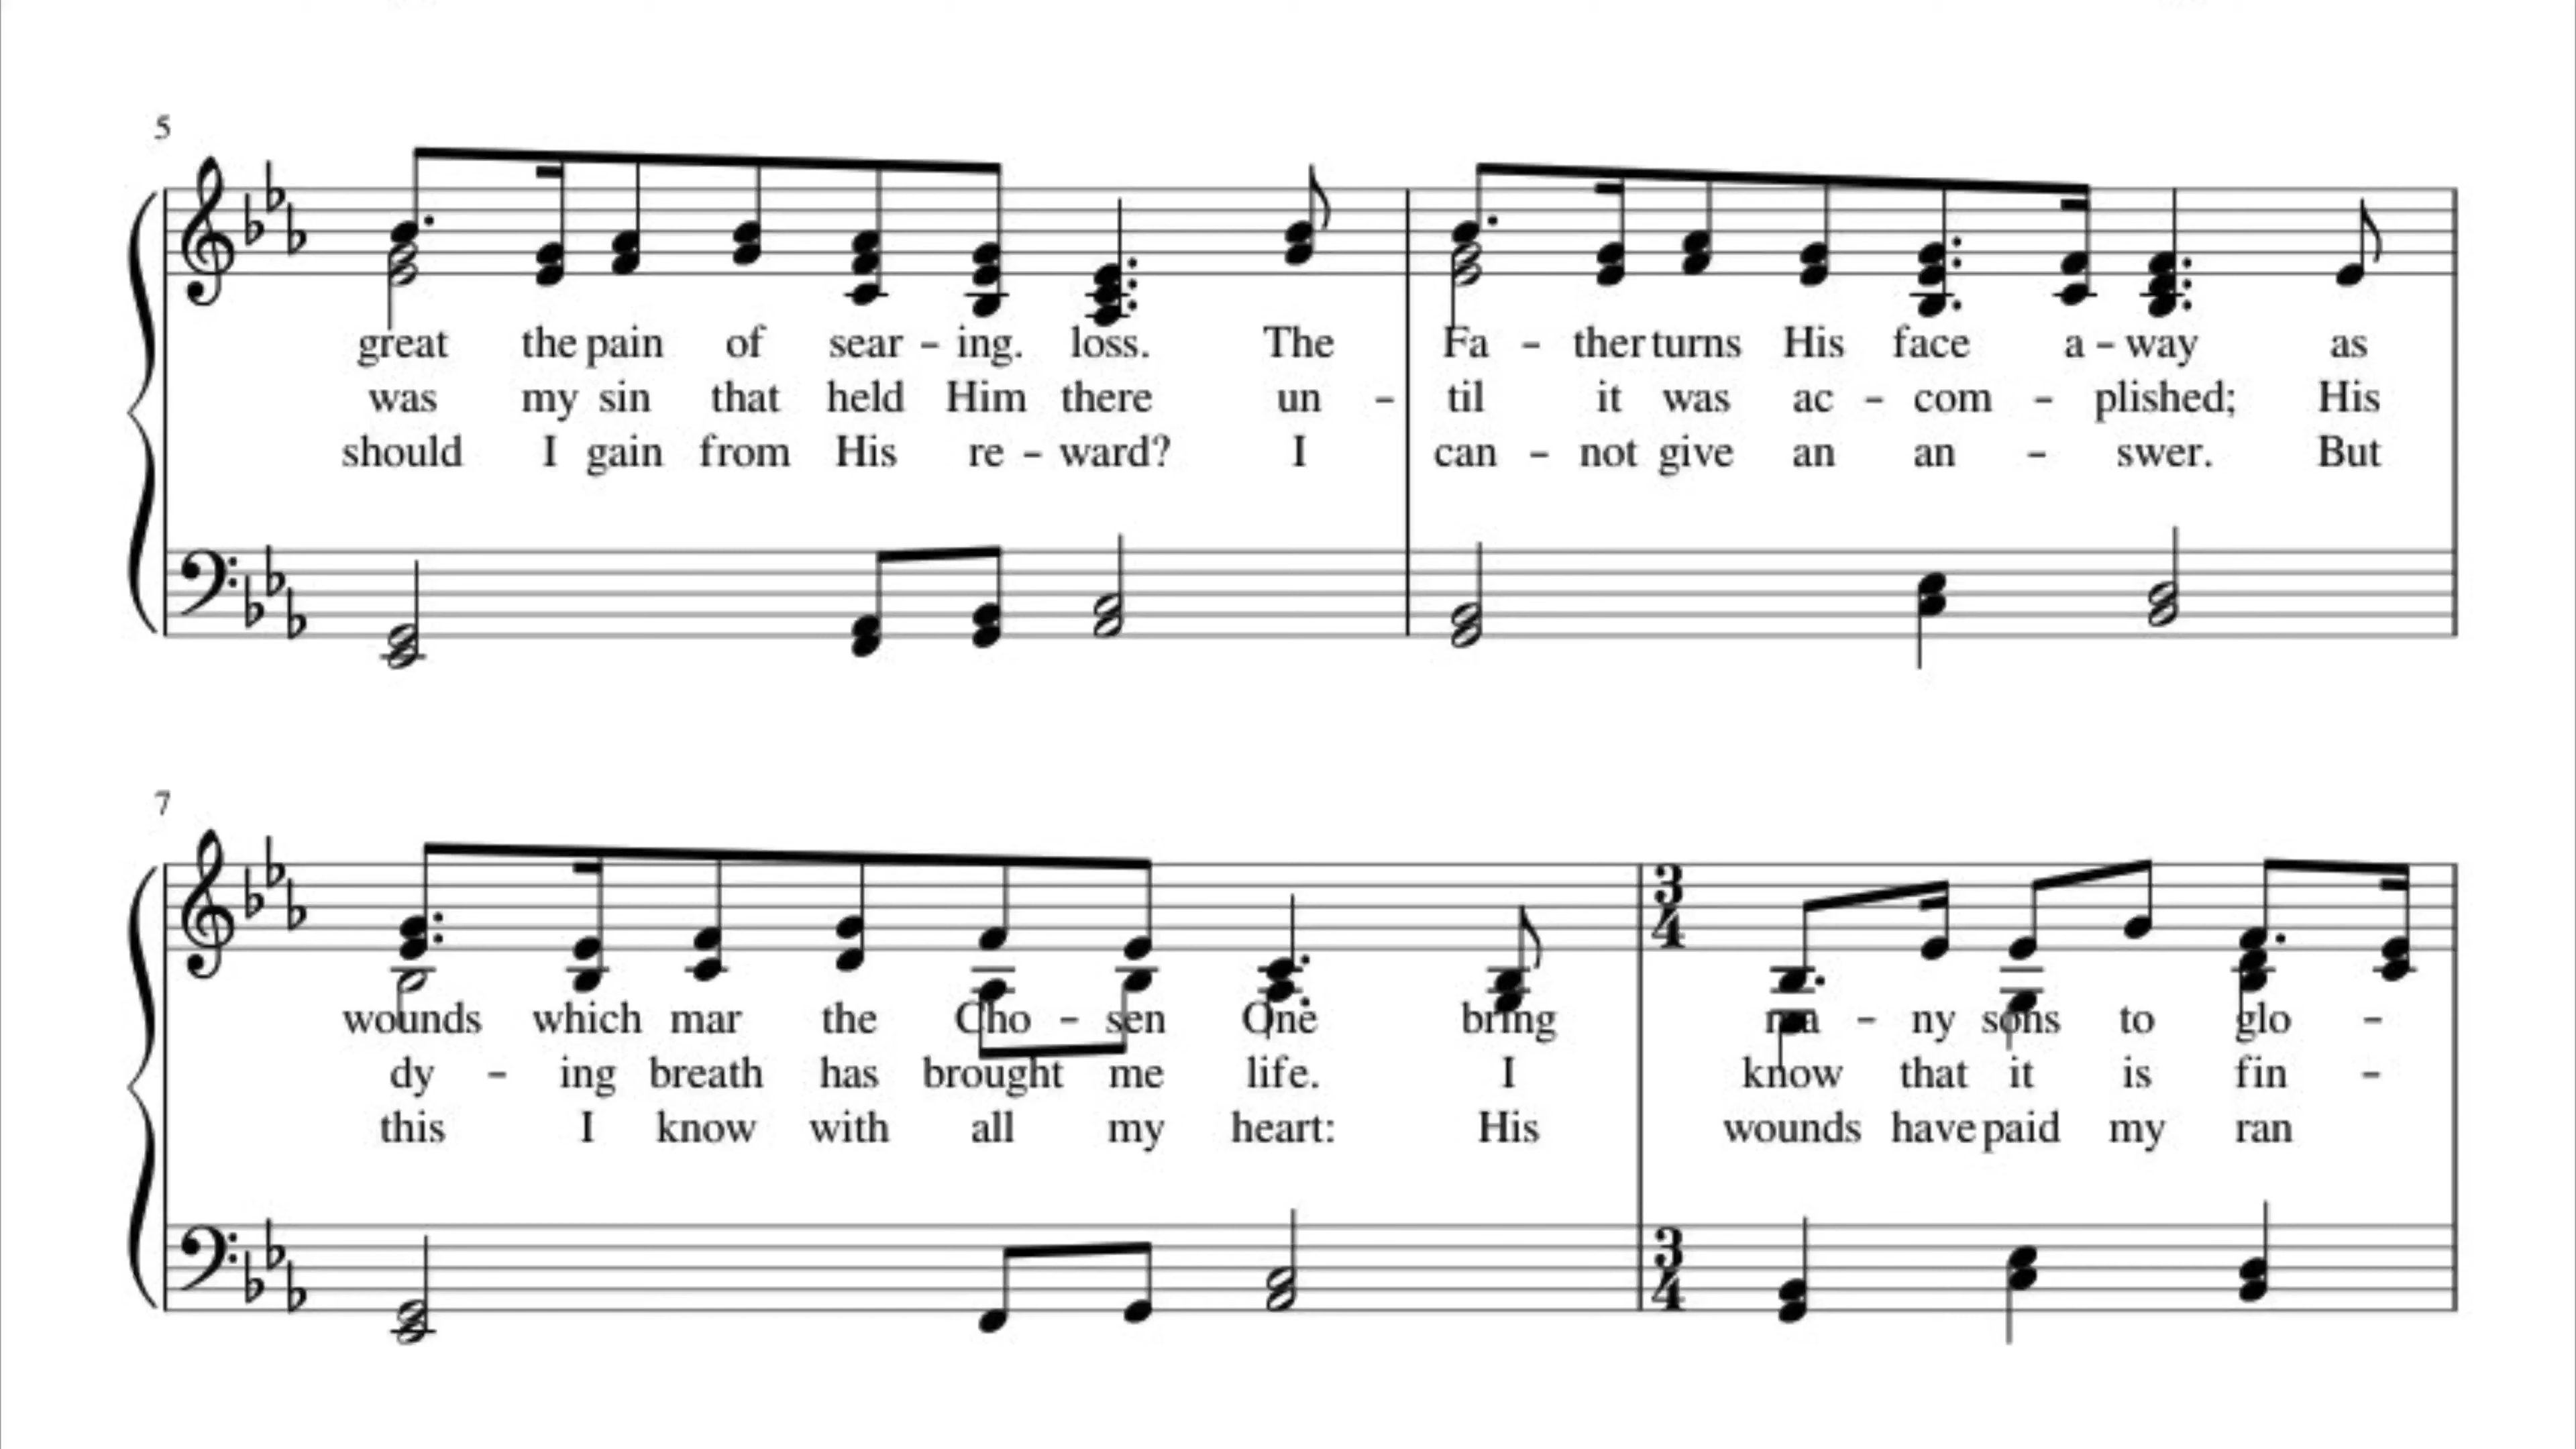 5
great the pain of sear - ing. loss. The Fa - ther turns His face a - way as
was my sin that held Him there un - til it was ac - com - plished; His
should I gain from His re - ward? I can - not give an an - swer. But
7
3 4
wounds which mar the Cho - sen One bring ma - ny sons to glo -
dy - ing breath has brought me life. I know that it is fin -
this I know with all my heart: His wounds have paid my ran
3 4